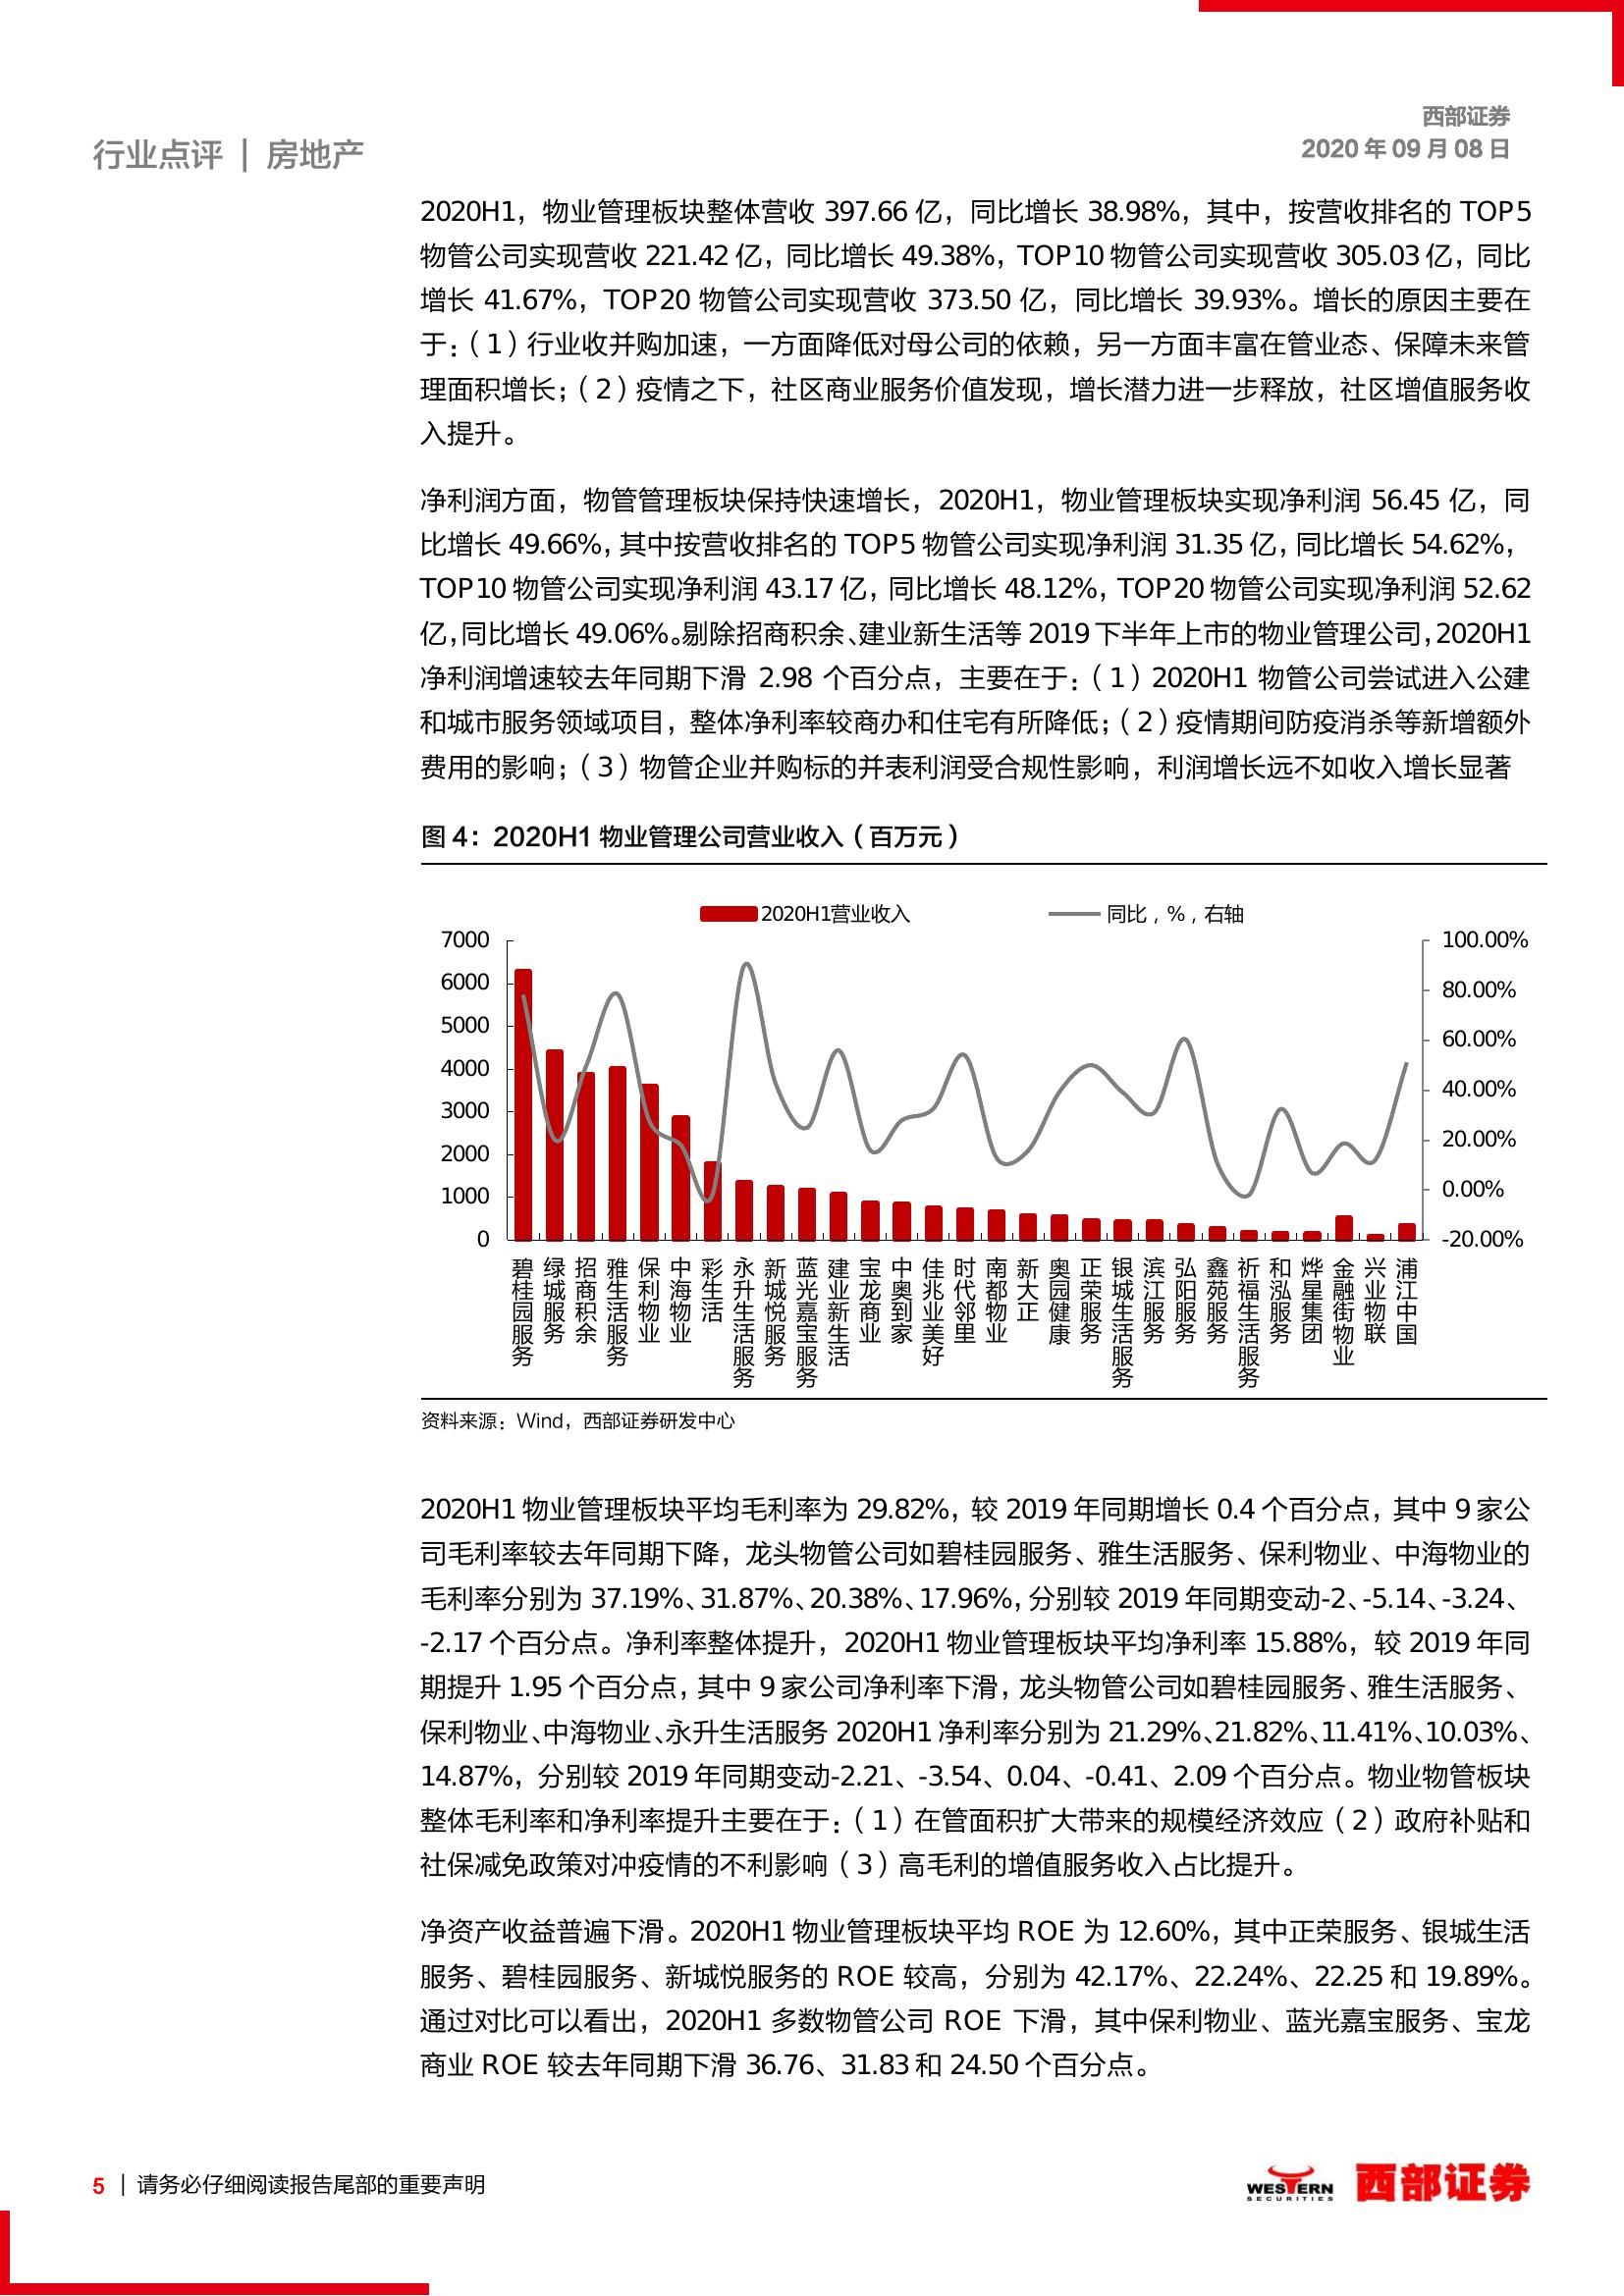 西部证券
行业点评 | 房地产
2020 年 09 月 08 日
2020H1，物业管理板块整体营收 397.66 亿，同比增长 38.98%，其中，按营收排名的 TOP5
物管公司实现营收 221.42 亿，同比增长 49.38%，TOP10 物管公司实现营收 305.03 亿，同比
增长 41.67%，TOP20 物管公司实现营收 373.50 亿，同比增长 39.93%。增长的原因主要在
于：（1）行业收并购加速，一方面降低对母公司的依赖，另一方面丰富在管业态、保障未来管
理面积增长；（2）疫情之下，社区商业服务价值发现，增长潜力进一步释放，社区增值服务收
入提升。
净利润方面，物管管理板块保持快速增长，2020H1，物业管理板块实现净利润 56.45 亿，同
比增长 49.66%，其中按营收排名的 TOP5 物管公司实现净利润 31.35 亿，同比增长 54.62%，
TOP10 物管公司实现净利润 43.17 亿，同比增长 48.12%，TOP20 物管公司实现净利润 52.62
亿，同比增长 49.06%。剔除招商积余、建业新生活等 2019 下半年上市的物业管理公司，2020H1
净利润增速较去年同期下滑 2.98 个百分点，主要在于：（1）2020H1 物管公司尝试进入公建
和城市服务领域项目，整体净利率较商办和住宅有所降低；（2）疫情期间防疫消杀等新增额外
费用的影响；（3）物管企业并购标的并表利润受合规性影响，利润增长远不如收入增长显著
图 4：2020H1 物业管理公司营业收入（百万元）
2020H1营业收入 同比，%，右轴
7000 100.00%
6000 80.00%
5000 60.00%
4000 40.00%
3000 20.00%
2000 0.00%
1000 -20.00%
0
碧桂园服务
绿城服务
招商积余
雅生活服务
保利物业
中海物业
彩生活
永升生活服务
新城悦服务
蓝光嘉宝服务
建业新生活
宝龙商业
中奥到家
佳兆业美好
时代邻里
南都物业
新大正
奥园健康
正荣服务
银城生活服务
滨江服务
弘阳服务
鑫苑服务
祈福生活服务
和泓服务
烨星集团
金融街物业
兴业物联
浦江中国
资料来源：Wind，西部证券研发中心
2020H1 物业管理板块平均毛利率为 29.82%，较 2019 年同期增长 0.4 个百分点，其中 9 家公
司毛利率较去年同期下降，龙头物管公司如碧桂园服务、雅生活服务、保利物业、中海物业的
毛利率分别为 37.19%、31.87%、20.38%、17.96%，分别较 2019 年同期变动-2、-5.14、-3.24、
-2.17 个百分点。净利率整体提升，2020H1 物业管理板块平均净利率 15.88%，较 2019 年同
期提升 1.95 个百分点，其中 9 家公司净利率下滑，龙头物管公司如碧桂园服务、雅生活服务、
保利物业、中海物业、永升生活服务 2020H1 净利率分别为 21.29%、21.82%、11.41%、10.03%、
14.87%，分别较 2019 年同期变动-2.21、-3.54、0.04、-0.41、2.09 个百分点。物业物管板块
整体毛利率和净利率提升主要在于：（1）在管面积扩大带来的规模经济效应（2）政府补贴和
社保减免政策对冲疫情的不利影响（3）高毛利的增值服务收入占比提升。
净资产收益普遍下滑。2020H1 物业管理板块平均 ROE 为 12.60%，其中正荣服务、银城生活
服务、碧桂园服务、新城悦服务的 ROE 较高，分别为 42.17%、22.24%、22.25 和 19.89%。
通过对比可以看出，2020H1 多数物管公司 ROE 下滑，其中保利物业、蓝光嘉宝服务、宝龙
商业 ROE 较去年同期下滑 36.76、31.83 和 24.50 个百分点。
5 | 请务必仔细阅读报告尾部的重要声明
WESTERN
SECURITIES
西部证券